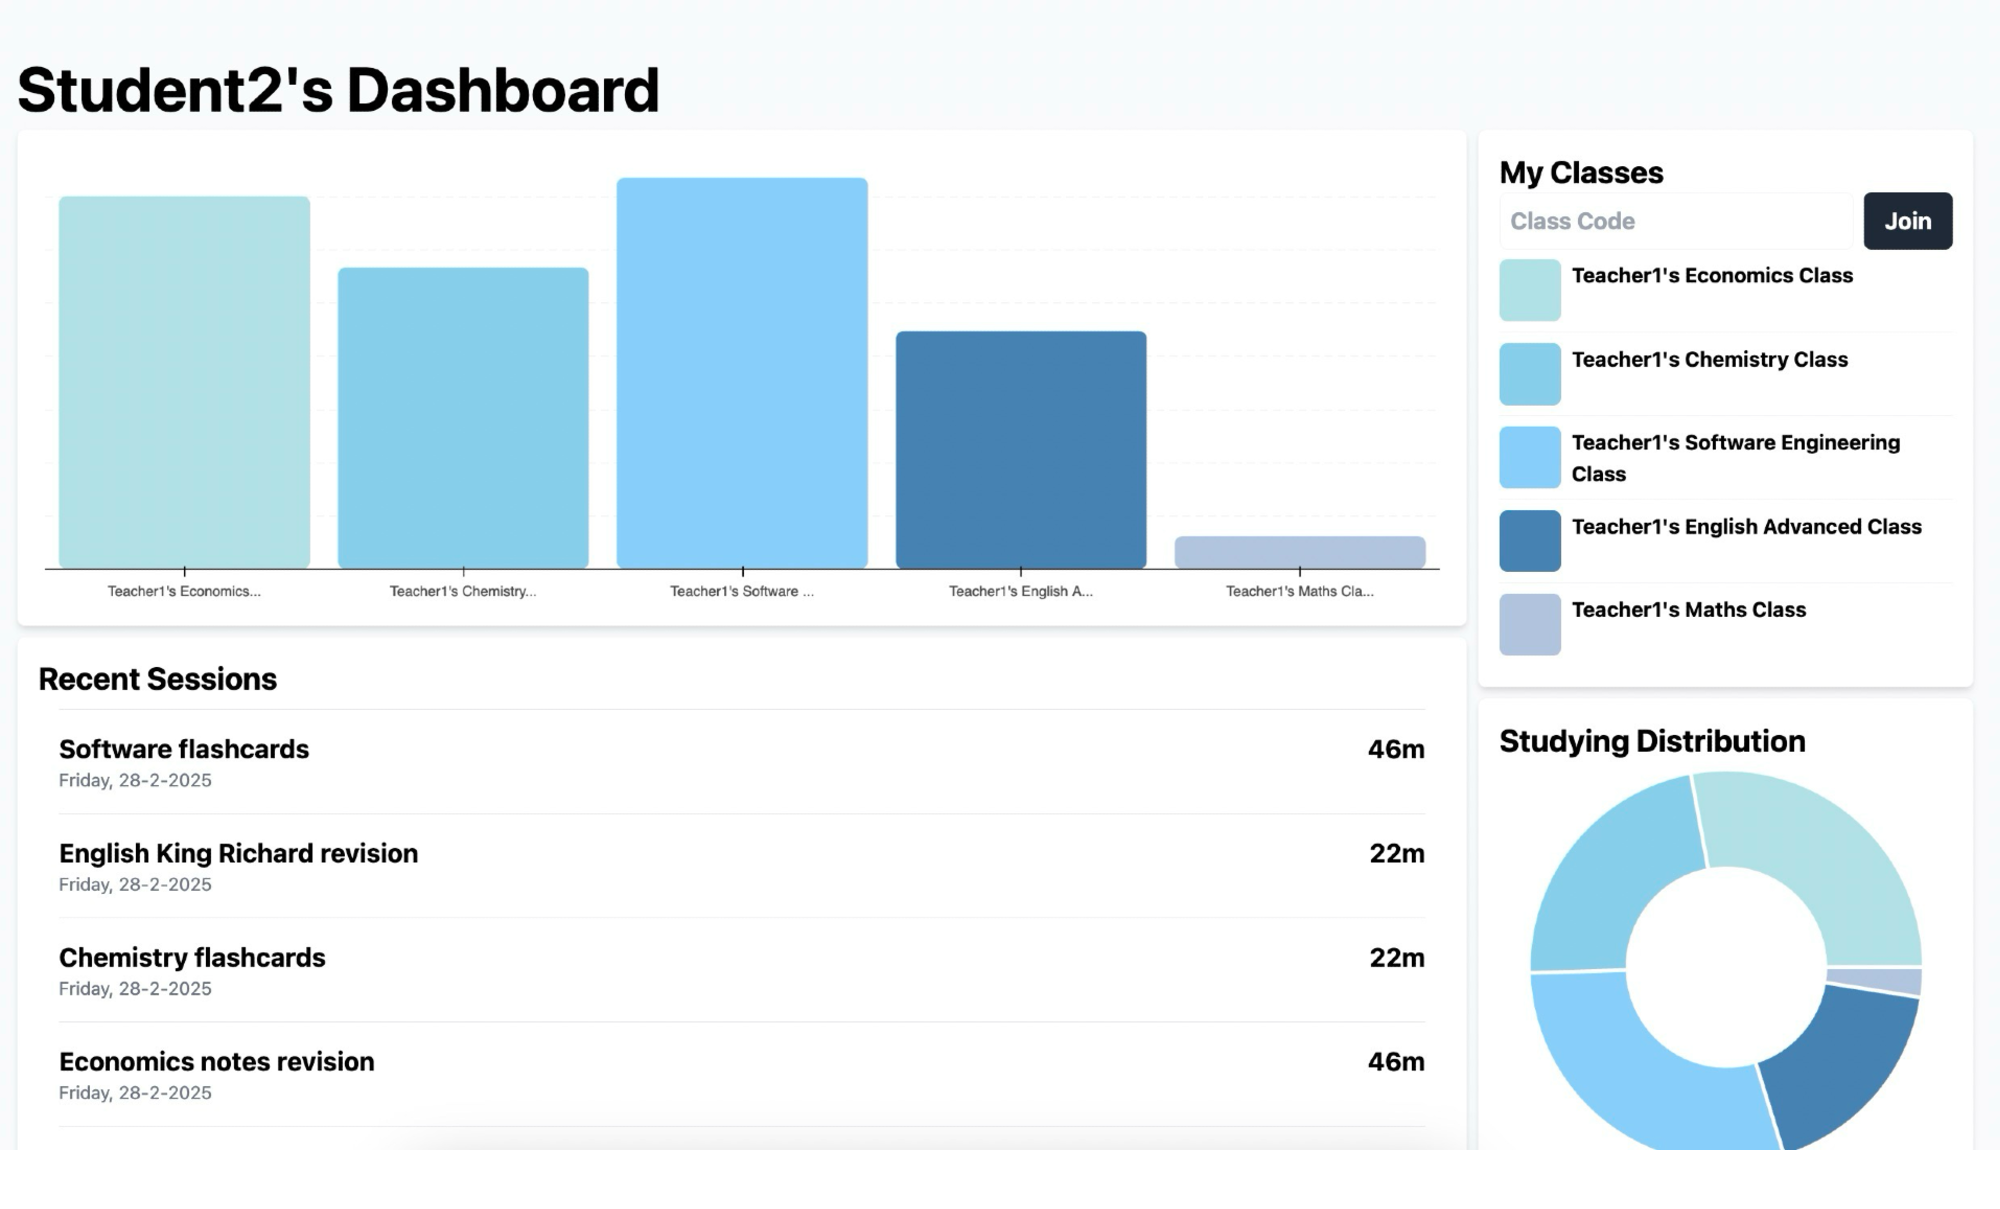 Student2's Dashboard
Teacher1's Economics...
Teacher1's Chemistry...
Teacher1's Software ...
Teacher1's English A...
Teacher1's Maths Cla...
My Classes
Class Code
Join
Teacher1's Economics Class
Teacher1's Chemistry Class
Teacher1's Software Engineering
Class
Teacher1's English Advanced Class
Teacher1's Maths Class
Recent Sessions
Software flashcards
46m
Friday, 28-2-2025
English King Richard revision
22m
Friday, 28-2-2025
Chemistry flashcards
22m
Friday, 28-2-2025
Economics notes revision
46m
Friday, 28-2-2025
Studying Distribution